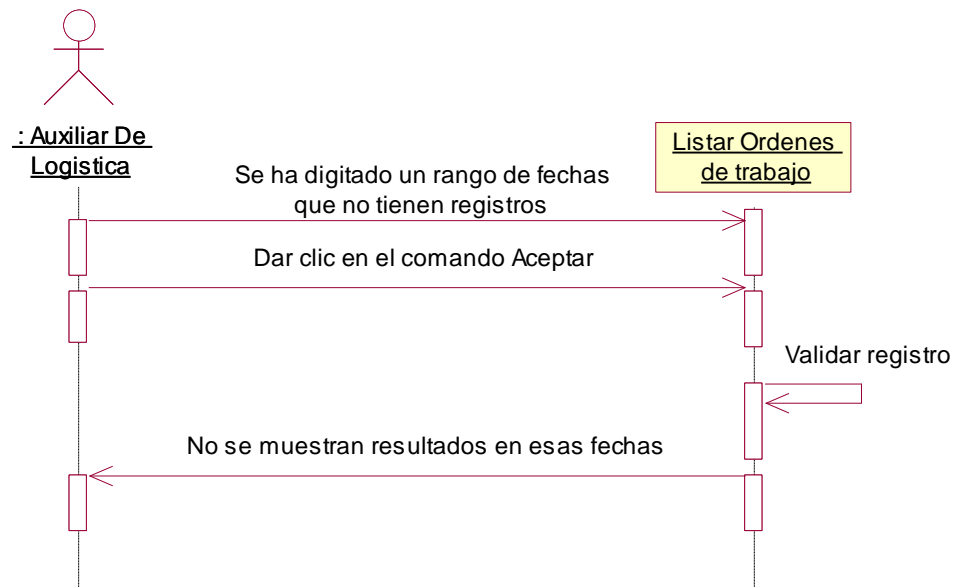 : Auxiliar De
Logistica
Listar Ordenes
de trabajo
Se ha digitado un rango de fechas
que no tienen registros
Dar clic en el comando Aceptar
Validar registro
No se muestran resultados en esas fechas